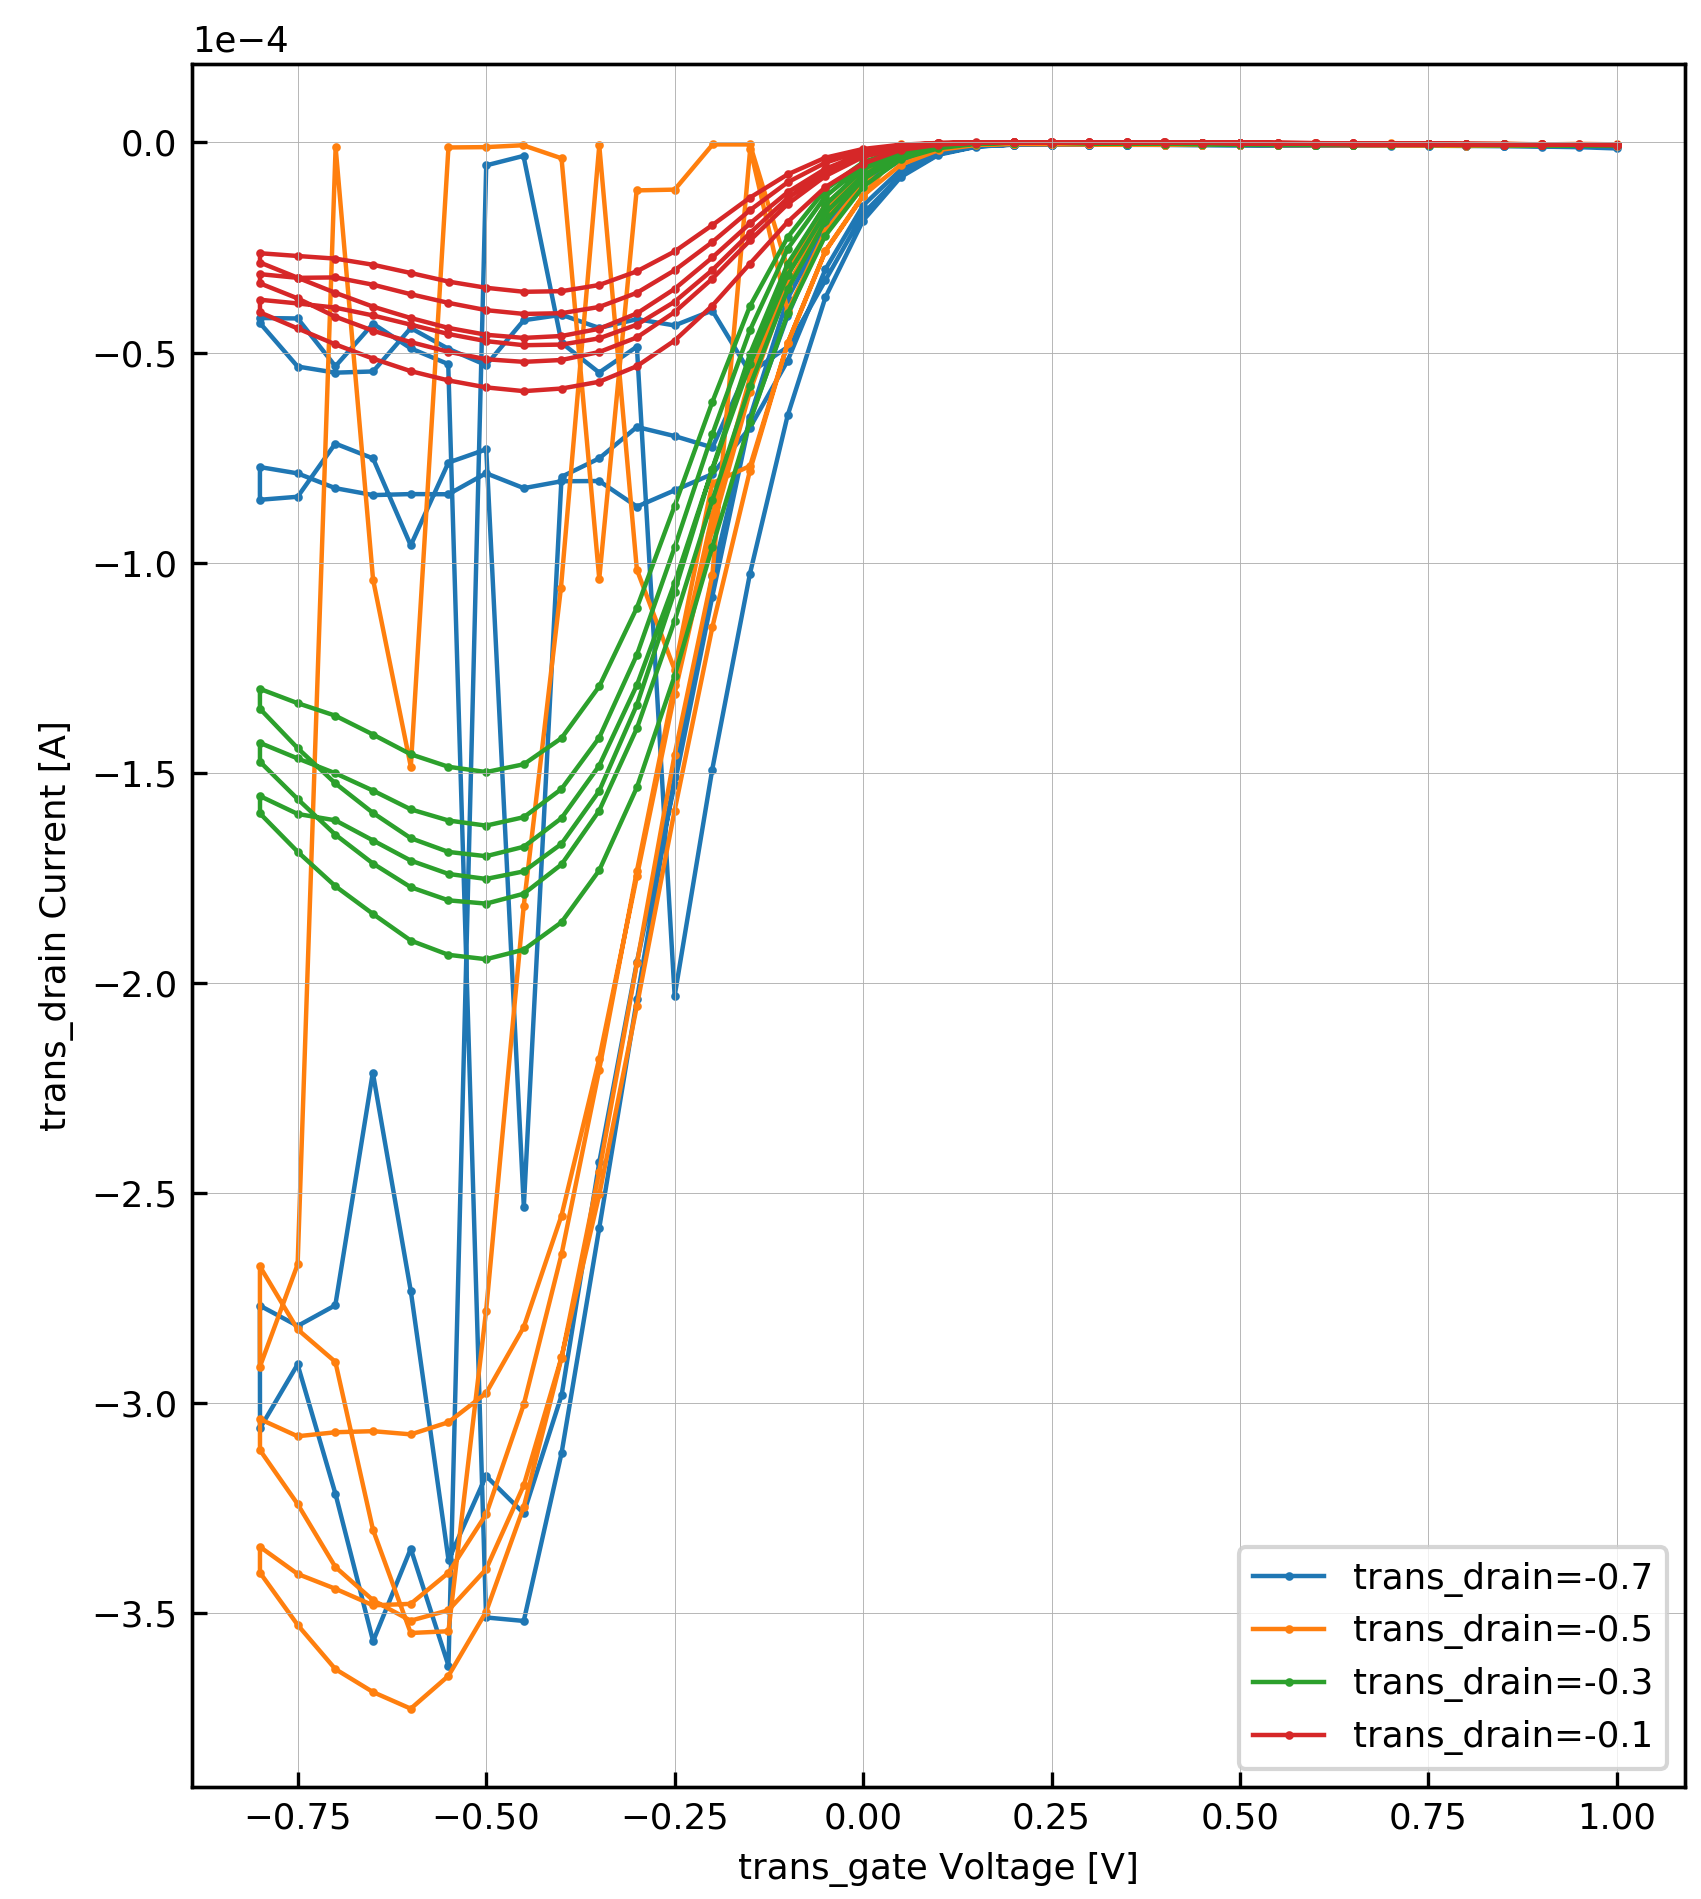 1e−4
0.0
−0.5
−1.0
−1.5
−2.0
−2.5
−3.0
−3.5
trans_drain Current [A]
−0.75
−0.50
−0.25
0.00
0.25
0.50
0.75
1.00
trans_gate Voltage [V]
trans_drain=-0.7
trans_drain=-0.5
trans_drain=-0.3
trans_drain=-0.1